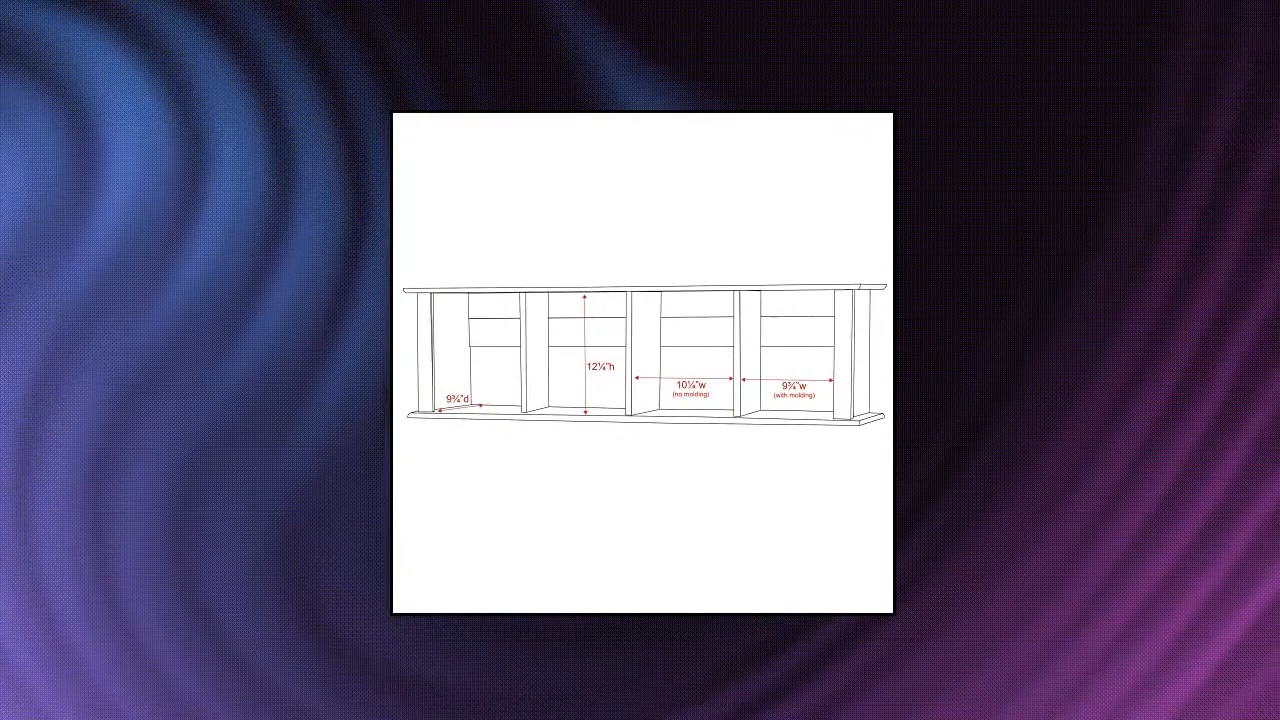 12¼"h
10¼"w
(no molding)
9¾"w
(with molding)
9¾"d